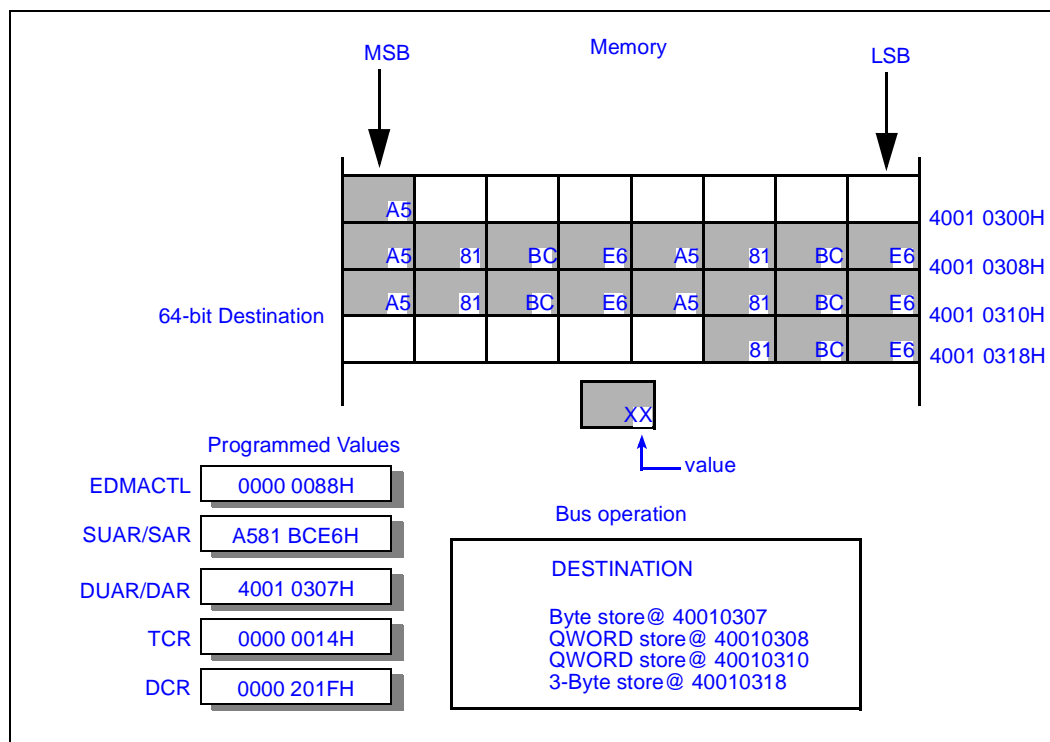 MSB
Memory
LSB
A5
4001 0300H
A5 81 BC E6 A5 81 BC E6
4001 0308H
64-bit Destination
A5 81 BC E6 A5 81 BC E6
4001 0310H
81 BC E6
4001 0318H
XX
value
Programmed Values
EDMACTL 0000 0088H
SUAR/SAR A581 BCE6H
DUAR/DAR 4001 0307H
TCR 0000 0014H
DCR 0000 201FH
Bus operation
DESTINATION
Byte store@ 40010307
QWORD store@ 40010308
QWORD store@ 40010310
3-Byte store@ 40010318